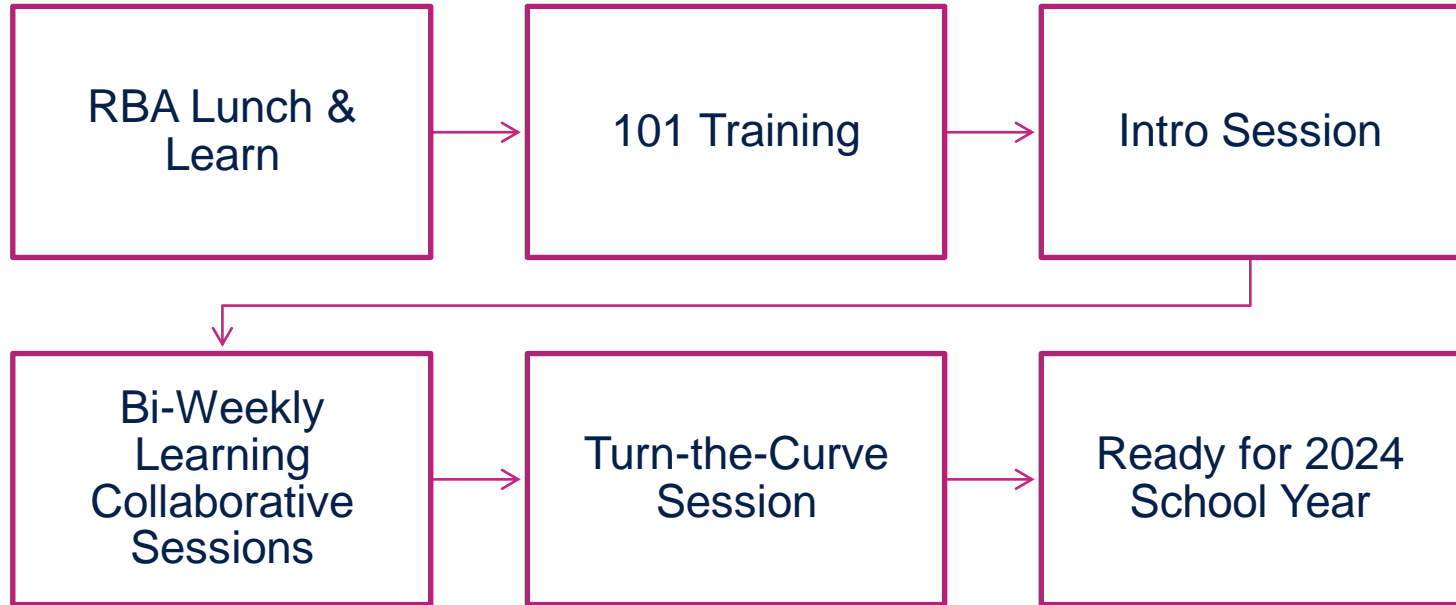 RBA Lunch &
Learn
101 Training
Intro Session
Bi-Weekly
Learning
Collaborative
Sessions
Turn-the-Curve
Session
Ready for 2024
School Year